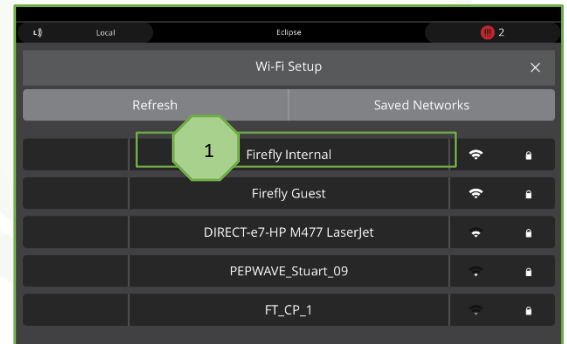 L)) Local Eclipse 2
Wi-Fi Setup ×
Refresh Saved Networks
1 Firefly Internal
Firefly Guest
DIRECT-e7-HP M477 LaserJet
PEPWAVE_Stuart_09
FT_CP_1